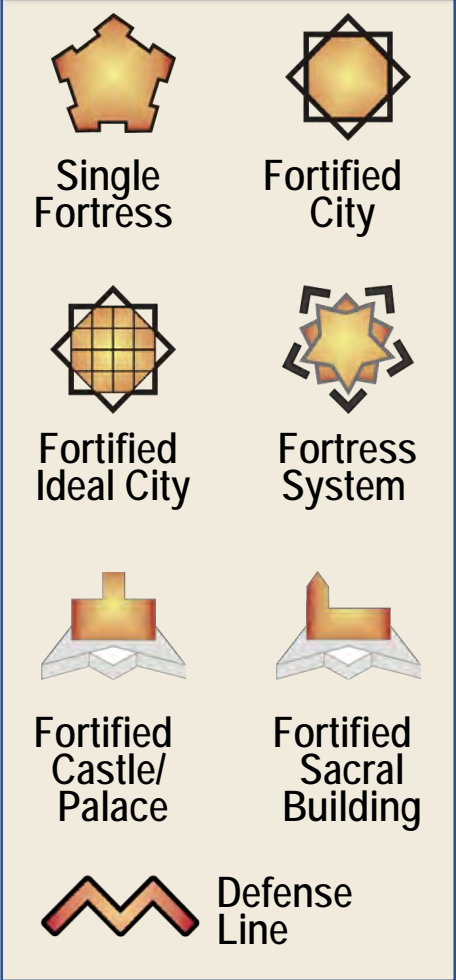 Single
Fortress
Fortified
City
Fortified
Ideal City
Fortress
System
Fortified
Castle/
Palace
Fortified
Sacral
Building
Defense
Line